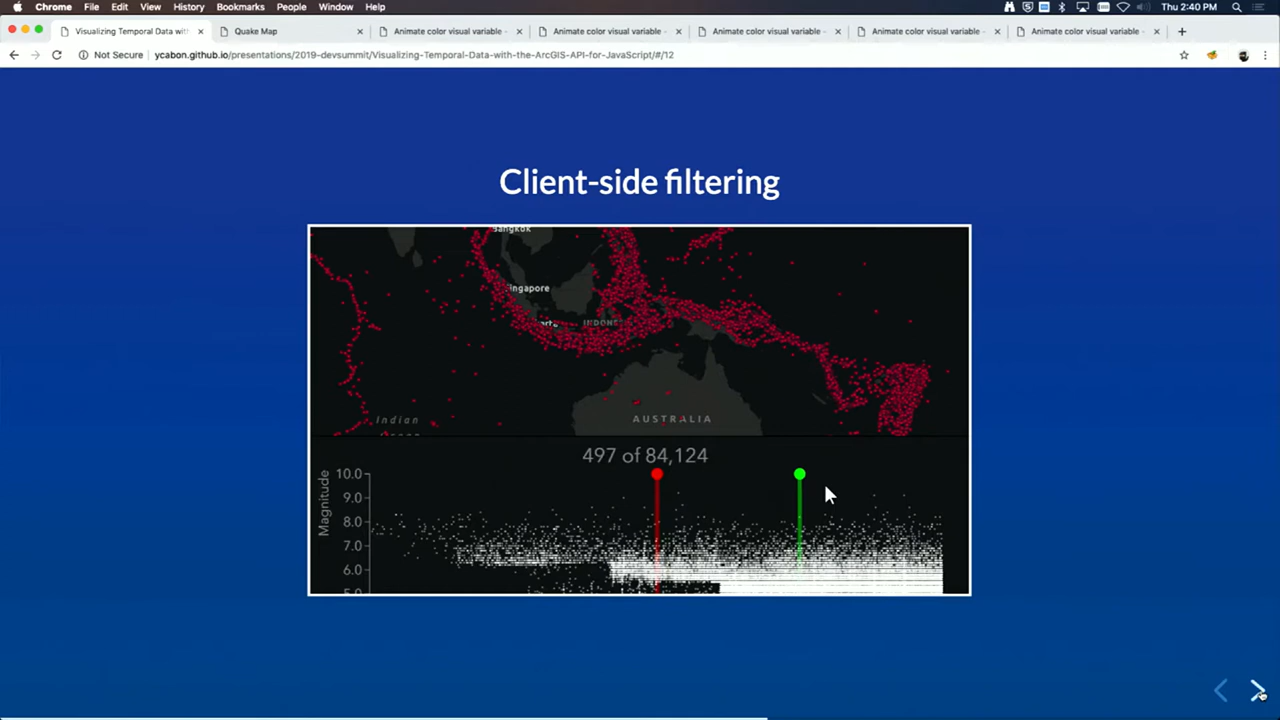 Chrome File Edit View History Bookmarks People Window Help Thu 2:40 PM
Visualizing Temporal Data wit Quake Map Animate color visual variable - Animate color visual variable - Animate color visual variable - Animate color visual variable - Animate color visual variable -
Not Secure ycabon.github.io/presentations/2019-devsummit/Visualizing-Temporal-Data-with-the-ArcGIS-API-for-JavaScript/#/12
Client-side filtering
Bangkok
Singapore
INDONE
Indian
AUSTRALIA
497 of 84,124
Magnitude
10.0
9.0
8.0
7.0
6.0
5.0